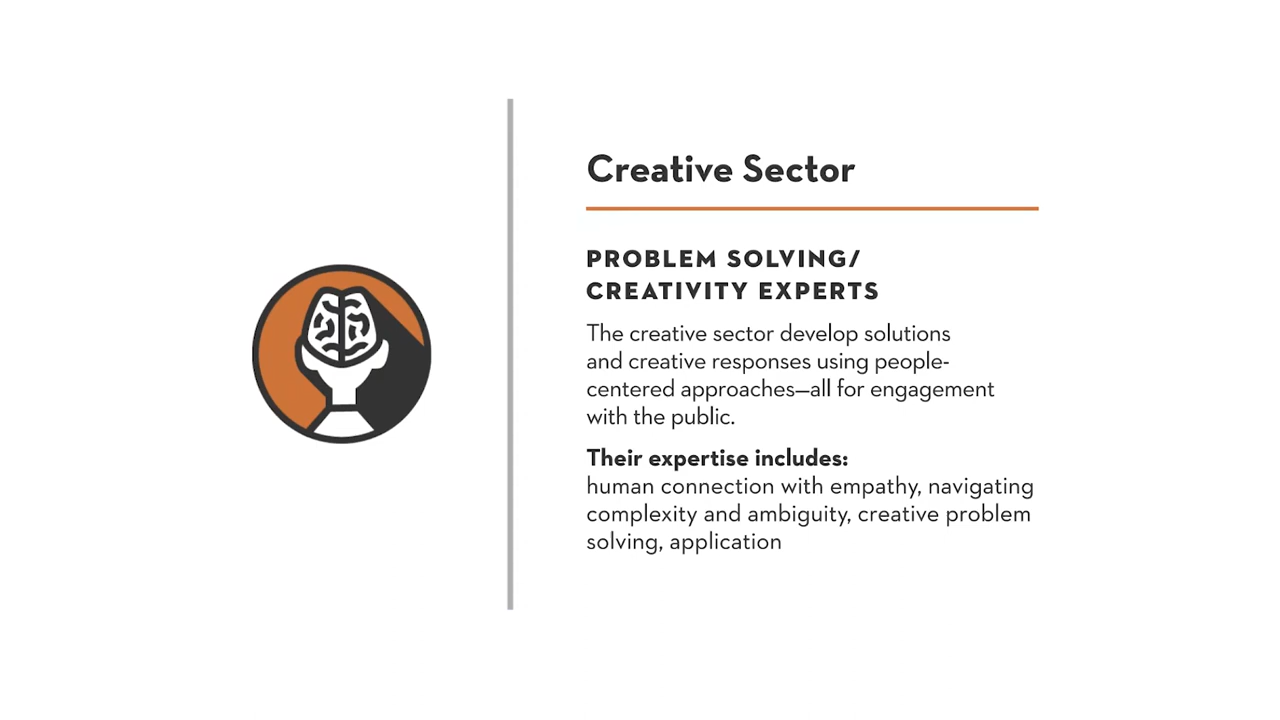 Creative Sector
PROBLEM SOLVING/
CREATIVITY EXPERTS
The creative sector develop solutions
and creative responses using people-
centered approaches—all for engagement
with the public.
Their expertise includes:
human connection with empathy, navigating
complexity and ambiguity, creative problem
solving, application